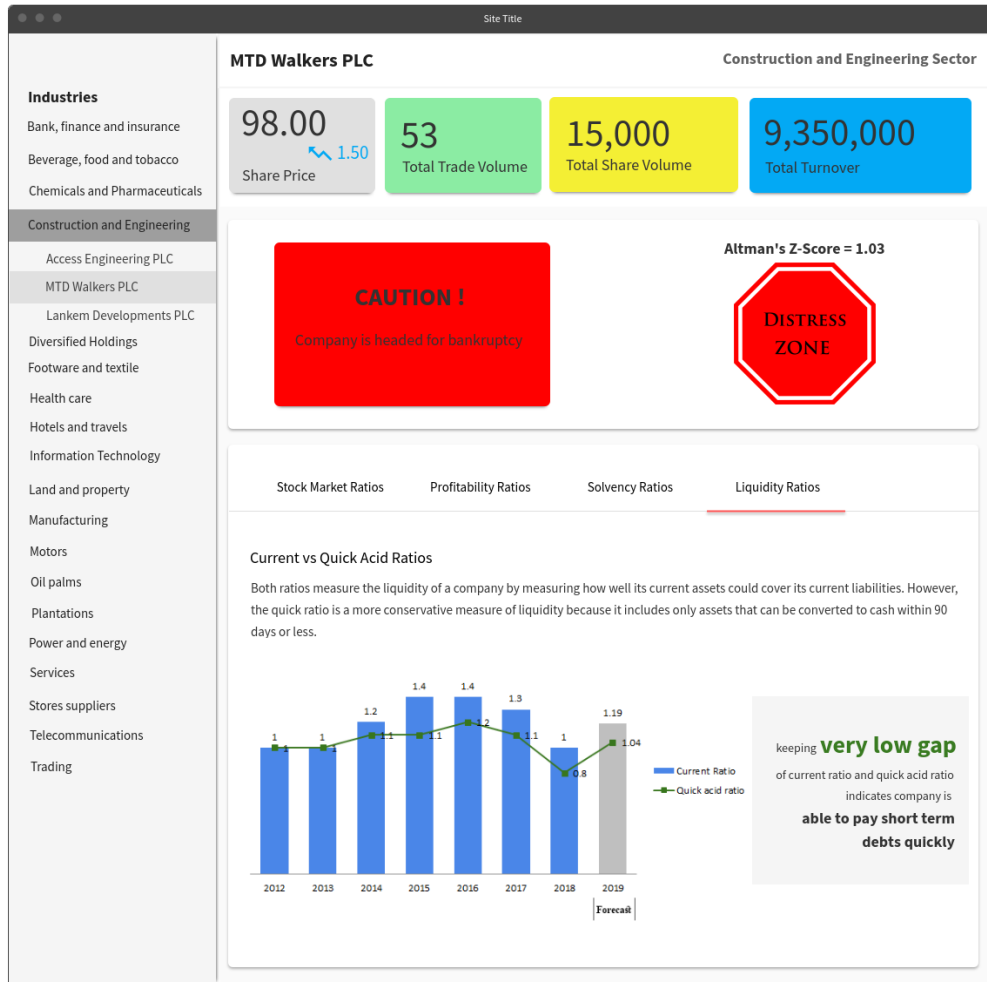 Site Title
Industries
Bank, finance and insurance
Beverage, food and tobacco
Chemicals and Pharmaceuticals
Construction and Engineering
Access Engineering PLC
MTD Walkers PLC
Lankem Developments PLC
Diversified Holdings
Footware and textile
Health care
Hotels and travels
Information Technology
Land and property
Manufacturing
Motors
Oil palms
Plantations
Power and energy
Services
Stores suppliers
Telecommunications
Trading
MTD Walkers PLC
Construction and Engineering Sector
98.00
1.50
Share Price
53
Total Trade Volume
15,000
Total Share Volume
9,350,000
Total Turnover
CAUTION !
Company is headed for bankruptcy
Altman's Z-Score = 1.03
DISTRESS
ZONE
Stock Market Ratios
Profitability Ratios
Solvency Ratios
Liquidity Ratios
Current vs Quick Acid Ratios
Both ratios measure the liquidity of a company by measuring how well its current assets could cover its current liabilities. However,
the quick ratio is a more conservative measure of liquidity because it includes only assets that can be converted to cash within 90
days or less.
1 1 1.2 1.4 1.4 1.3 1 1.19
1 1 1.1 1.1 1.2 1.1 0.8 1.04
2012 2013 2014 2015 2016 2017 2018 2019
Forecast
Current Ratio
Quick acid ratio
keeping very low gap
of current ratio and quick acid ratio
indicates company is
able to pay short term
debts quickly